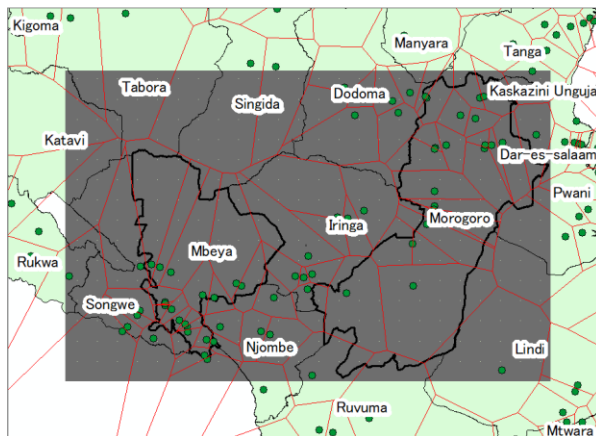 Kigoma
Manyara
Tanga
Tabora
Singida
Dodoma
Kaskazini Unguja
Katavi
Dar-es-salaam
Pwani
Iringa
Morogoro
Mbeya
Rukwa
Songwe
Njombe
Lindi
Ruvuma
Mtwara